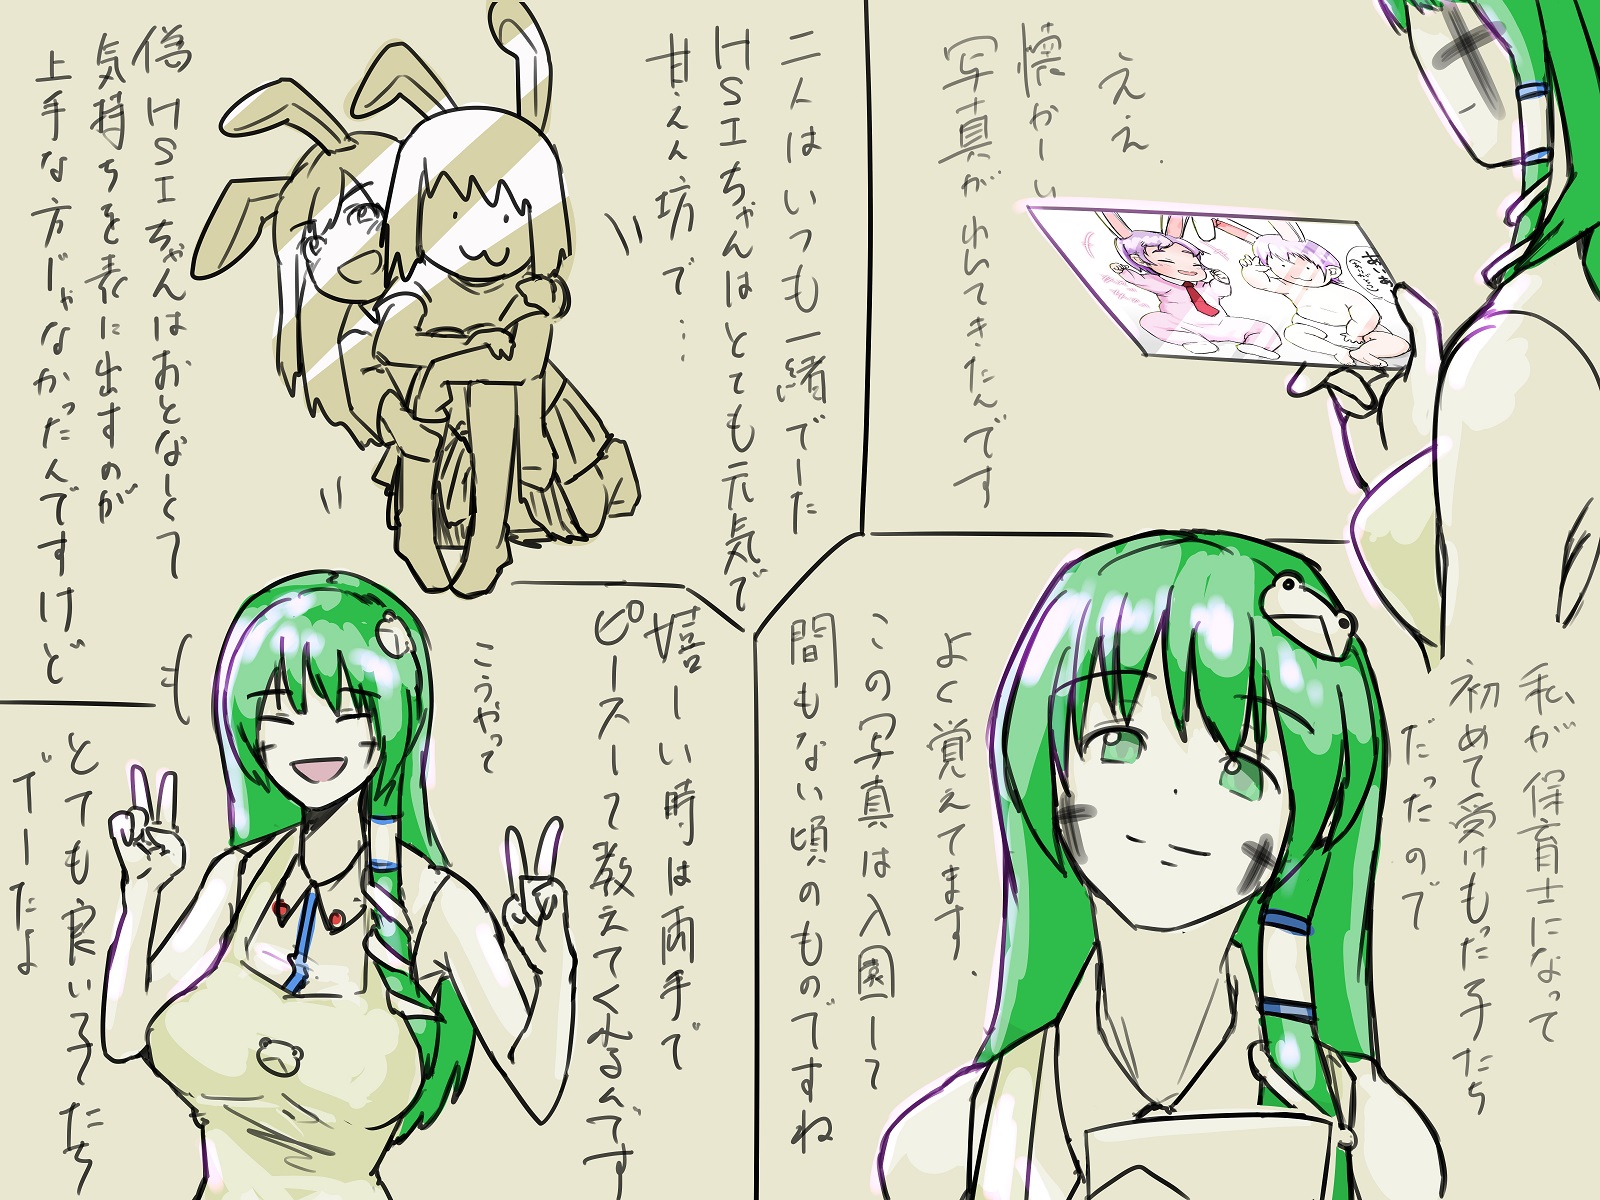 ええ、
懐かしい
写真がでてきたんです
私が保育士になって
初めて受けもった子たち
だったので
よく覚えてます、
この写真は入園して
間もない頃のものですね
二人はいつも一緒でした
HSIちゃんはとても元気で
甘えん坊で…
偽HSIちゃんはおとなしくて
気持ちを表に出すのが
上手な方じゃなかったんですけど
嬉しい時は両手で
ピースして教えてくれるんです
こうやって
とても良い子たち
でしたよ